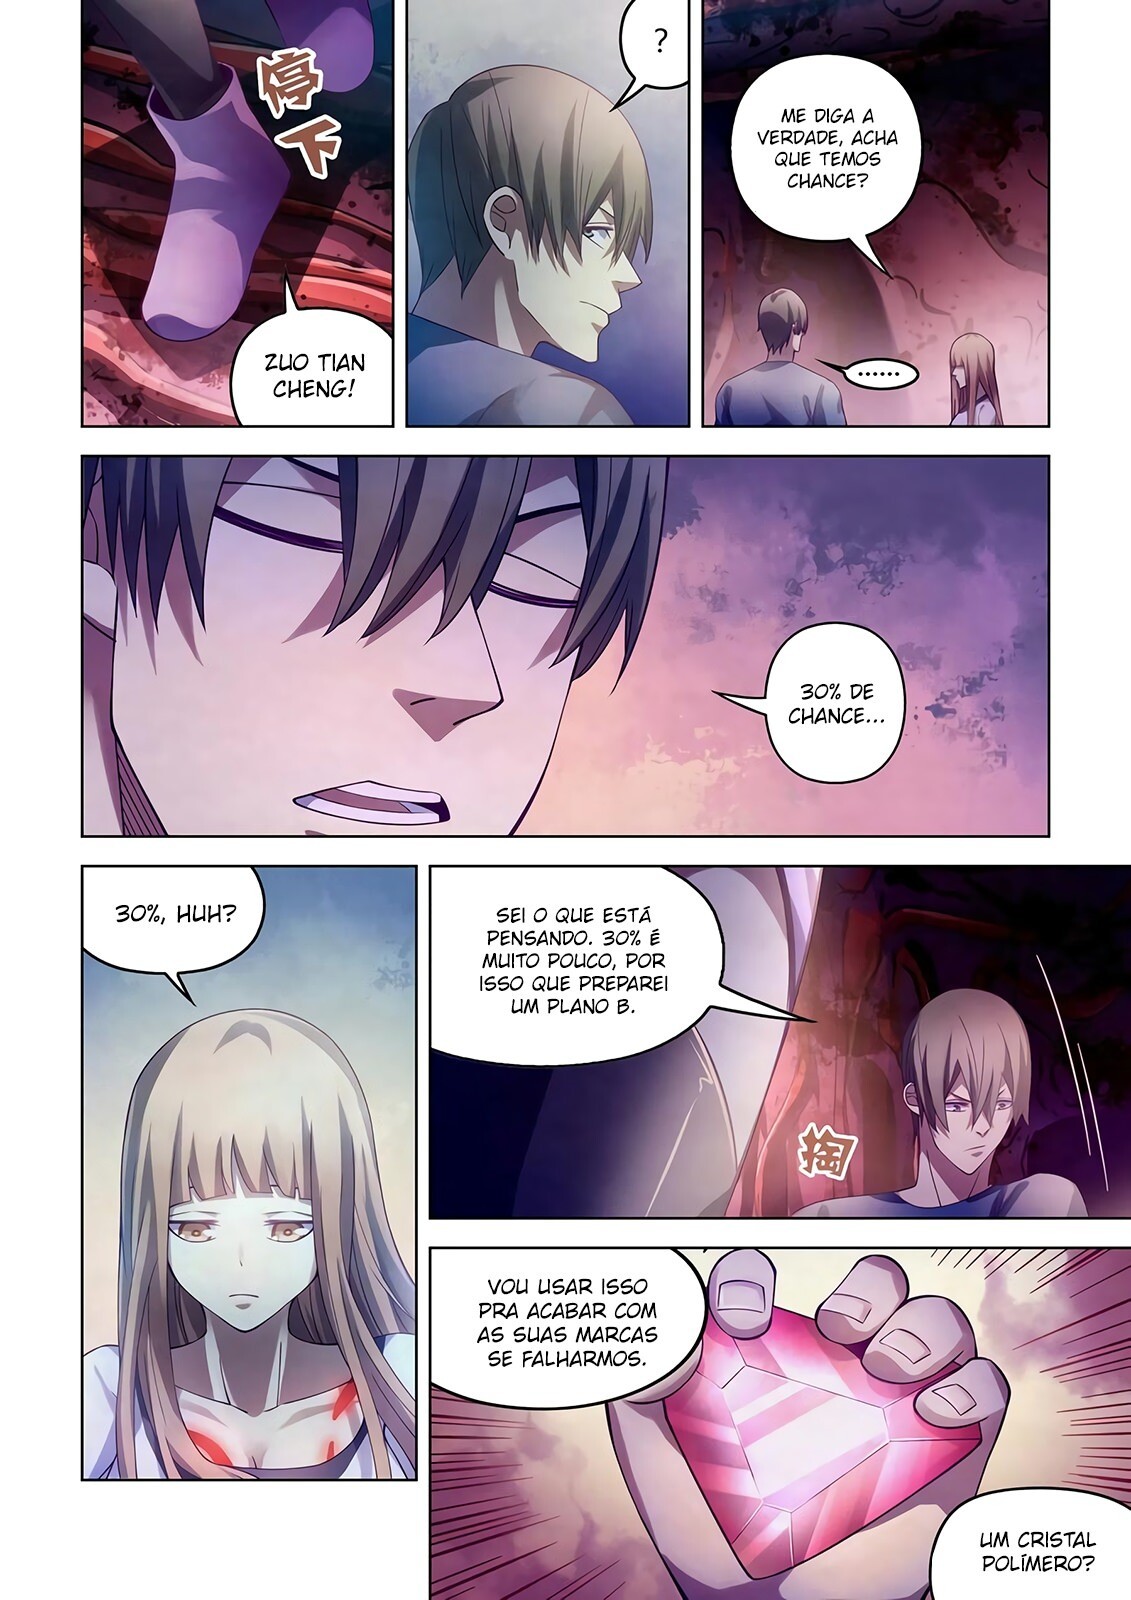 停
下
ZUO TIAN
CHENG!
?
ME DIGA A
VERDADE, ACHA
QUE TEMOS
CHANCE?
......
30% DE
CHANCE...
30%, HUH?
SEI O QUE ESTÁ
PENSANDO. 30% É
MUITO POUCO, POR
ISSO QUE PREPAREI
UM PLANO B.
掏
VOU USAR ISSO
PRA ACABAR COM
AS SUAS MARCAS
SE FALHARMOS.
UM CRISTAL
POLÍMERO?